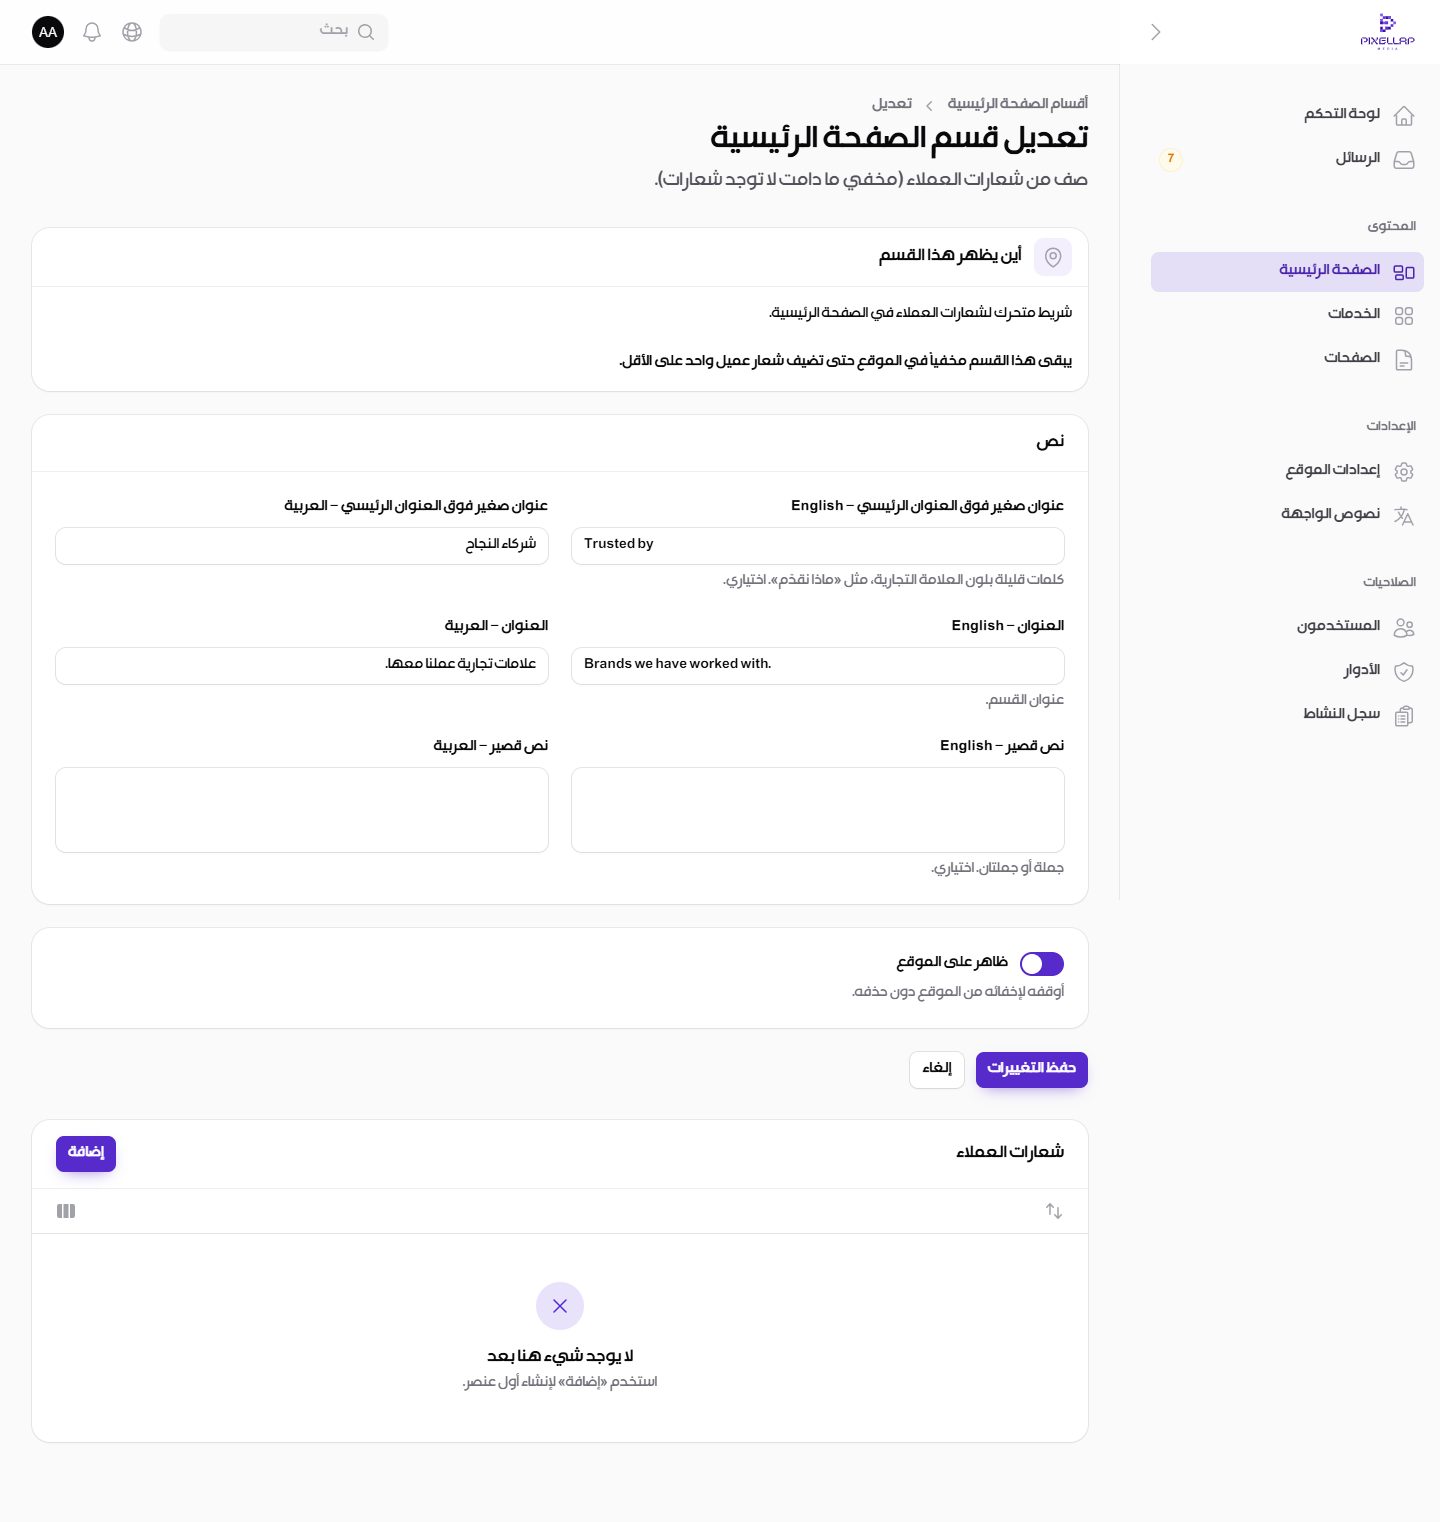 PIXELLAP
MEDIA
بحث
AA
لوحة التحكم
الرسائل
7
المحتوى
الصفحة الرئيسية
الخدمات
الصفحات
الإعدادات
إعدادات الموقع
نصوص الواجهة
الصلاحيات
المستخدمون
الأدوار
سجل النشاط
أقسام الصفحة الرئيسية
تعديل
تعديل قسم الصفحة الرئيسية
صف من شعارات العملاء (مخفي ما دامت لا توجد شعارات).
أين يظهر هذا القسم
شريط متحرك لشعارات العملاء في الصفحة الرئيسية.
يبقى هذا القسم مخفياً في الموقع حتى تضيف شعار عميل واحد على الأقل.
نص
عنوان صغير فوق العنوان الرئيسي – English
Trusted by
كلمات قليلة بلون العلامة التجارية، مثل «ماذا نقدّم». اختياري.
عنوان صغير فوق العنوان الرئيسي – العربية
شركاء النجاح
العنوان – English
Brands we have worked with.
عنوان القسم.
العنوان – العربية
علامات تجارية عملنا معها.
نص قصير – English
جملة أو جملتان. اختياري.
نص قصير – العربية
ظاهر على الموقع
أوقفه لإخفائه من الموقع دون حذفه.
حفظ التغييرات
إلغاء
شعارات العملاء
إضافة
لا يوجد شيء هنا بعد
استخدم «إضافة» لإنشاء أول عنصر.